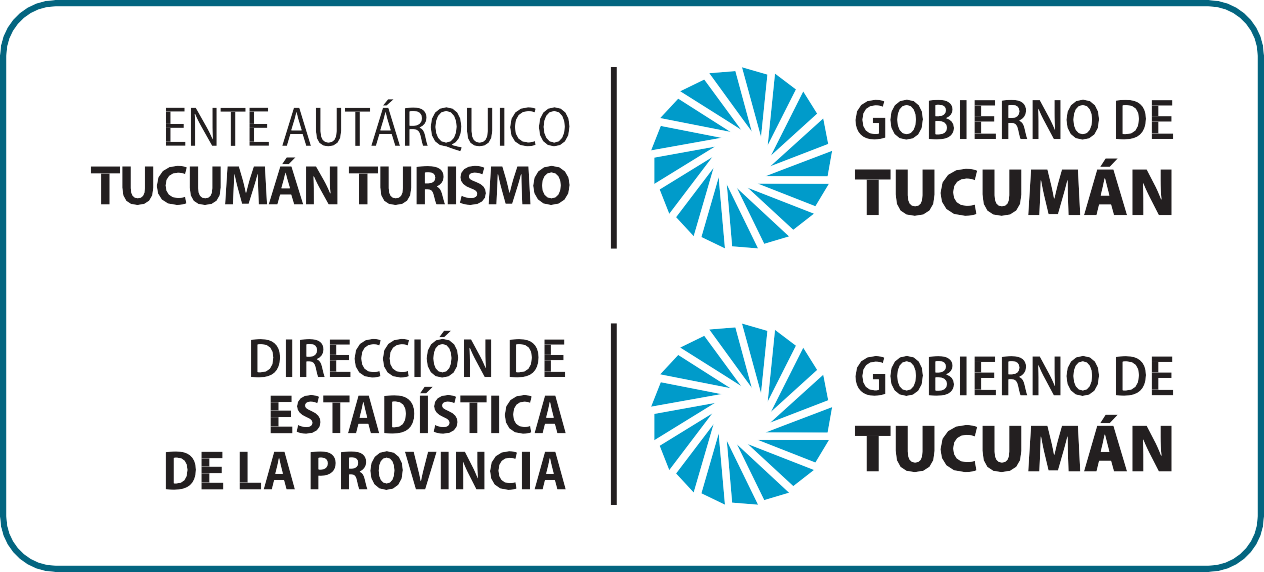 ENTE AUTÁRQUICO
TUCUMÁN TURISMO
GOBIERNO DE
TUCUMÁN
DIRECCIÓN DE
ESTADÍSTICA
DE LA PROVINCIA
GOBIERNO DE
TUCUMÁN